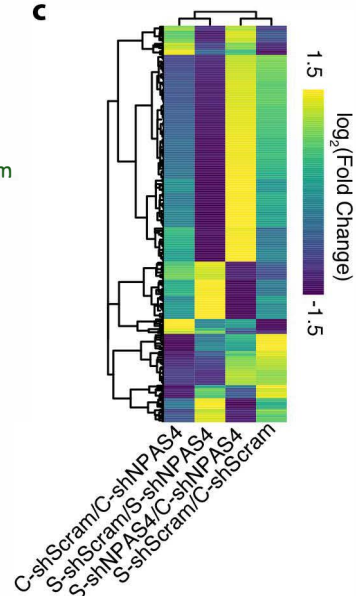 c
m
1.5
log2(Fold Change)
-1.5
C-shScram/C-shNPAS4
S-shScram/S-shNPAS4
S-shNPAS4/C-shNPAS4
S-shScram/C-shScram